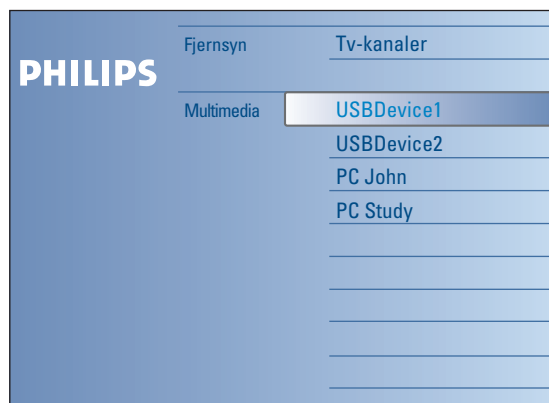 PHILIPS
Fjernsyn Tv-kanaler
Multimedia USBDevice1
USBDevice2
PC John
PC Study